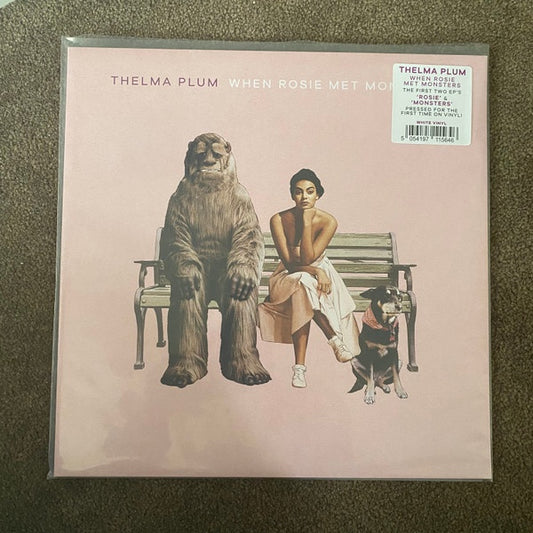 THELMA PLUM WHEN ROSIE MET MON
THELMA PLUM
WHEN ROSIE
MET MONSTERS
THE FIRST TWO EP'S
'ROSIE' &
'MONSTERS'
PRESSED FOR THE
FIRST TIME ON VINYL!
WHITE VINYL
5 054197 115646